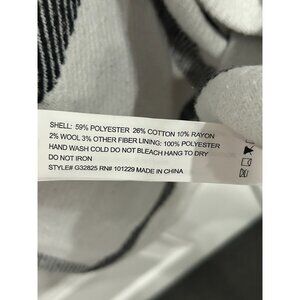 SHELL: 59% POLYESTER 26% COTTON 10% RAYON
2% WOOL 3% OTHER FIBER LINING: 100% POLYESTER
HAND WASH COLD DO NOT BLEACH HANG TO DRY
DO NOT IRON
STYLE# G32825 RN# 101229 MADE IN CHINA